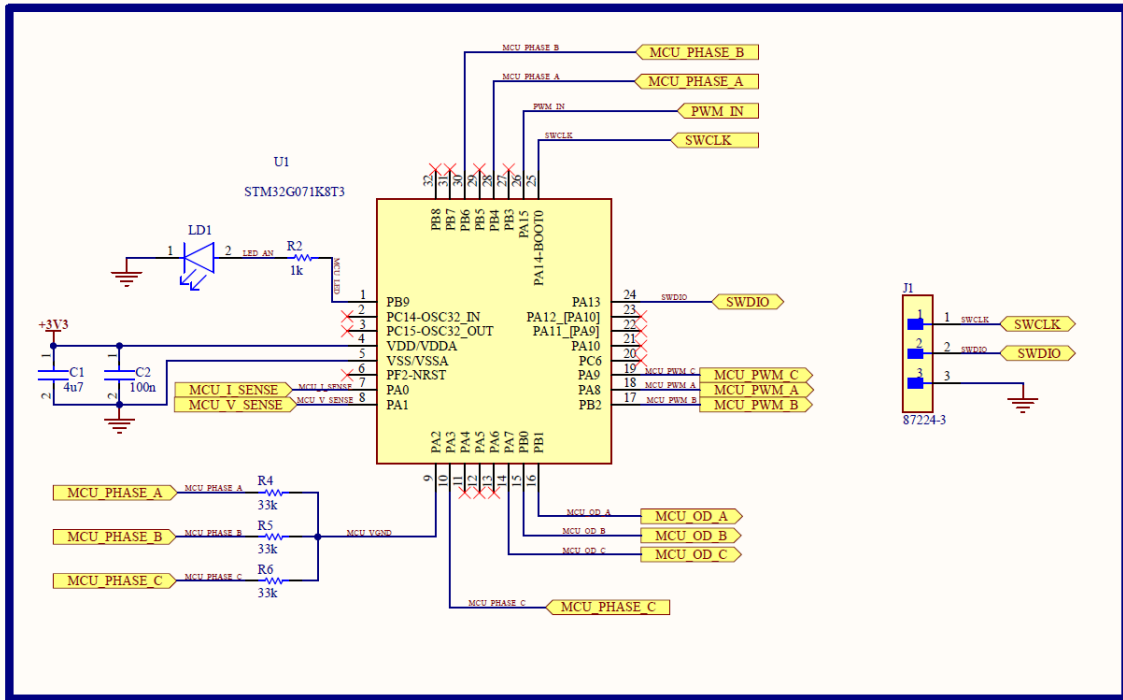 MCU_PHASE_B
MCU_PHASE_B
MCU_PHASE_A
MCU_PHASE_A
PWM_IN
PWM_IN
SWCLK
SWCLK
U1
STM32G071K8T3
32
31
30
29
28
27
26
25
PB8
PB7
PB6
PB5
PB4
PB3
PA15
PA14-BOOT0
LD1
1
2
LED_AN
R2
1k
MCU_LED
1
PB9
2
PC14-OSC32_IN
3
PC15-OSC32_OUT
4
VDD/VDDA
5
VSS/VSSA
6
PF2-NRST
7
PA0
8
PA1
PA13
24
SWDIO
SWDIO
PA12_[PA10]
23
PA11_[PA9]
22
PA10
21
PC6
20
PA9
19
MCU_PWM_C
MCU_PWM_C
PA8
18
MCU_PWM_A
MCU_PWM_A
PB2
17
MCU_PWM_B
MCU_PWM_B
+3V3
1
C1
4u7
2
1
C2
100n
2
MCU_I_SENSE
MCU_I_SENSE
MCU_V_SENSE
MCU_V_SENSE
PA2
PA3
PA4
PA5
PA6
PA7
PB0
PB1
9
10
11
12
13
14
15
16
J1
1
1
SWCLK
SWCLK
2
2
SWDIO
SWDIO
3
3
87224-3
MCU_PHASE_A
MCU_PHASE_A
R4
33k
MCU_PHASE_B
MCU_PHASE_B
R5
33k
MCU_VGND
MCU_PHASE_C
MCU_PHASE_C
R6
33k
MCU_OD_A
MCU_OD_A
MCU_OD_B
MCU_OD_B
MCU_OD_C
MCU_OD_C
MCU_PHASE_C
MCU_PHASE_C